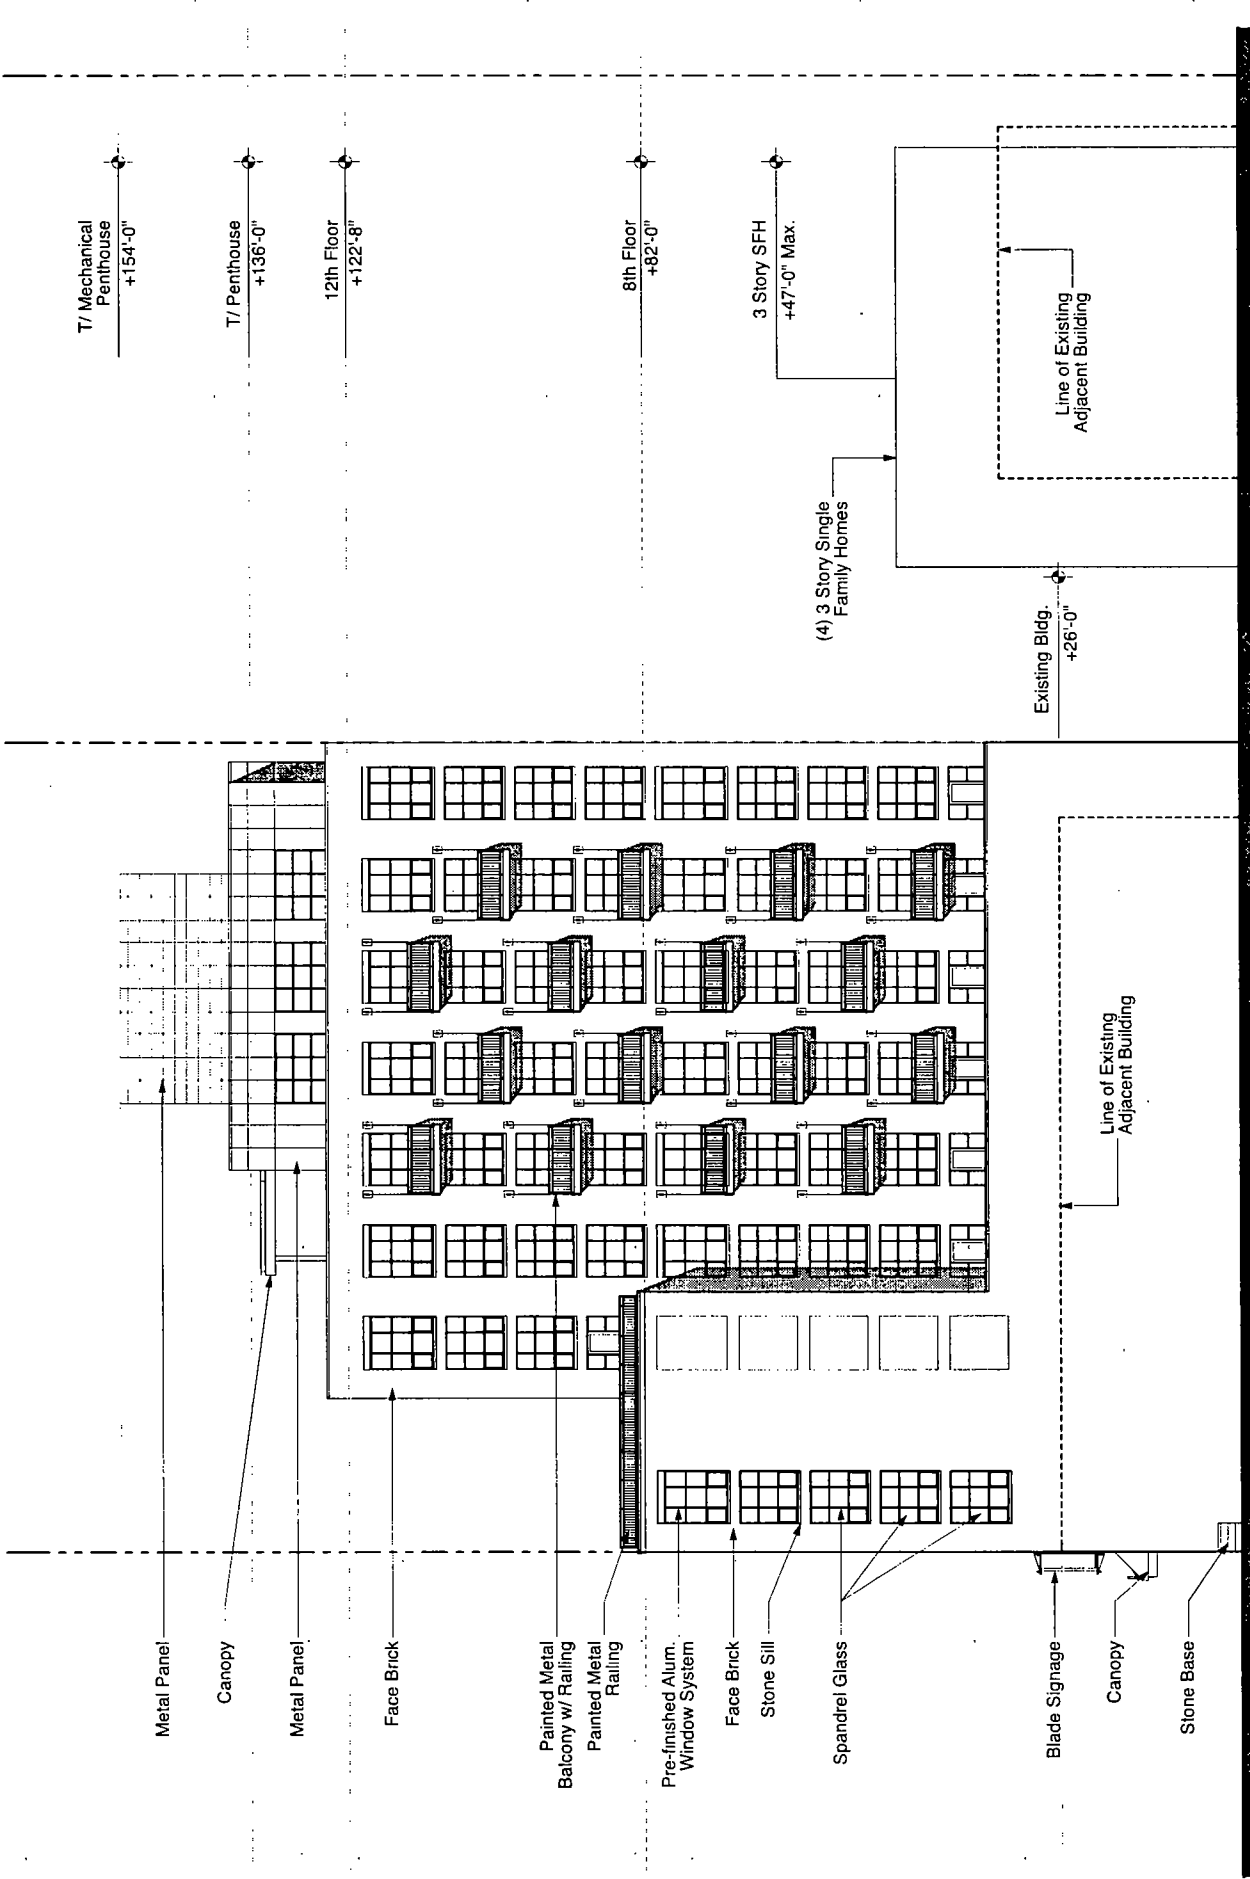 Metal Panel
Canopy
Metal Panel
Face Brick
Painted Metal
Balcony w/ Railing
Painted Metal
Railing
Pre-finished Alum.
Window System
Face Brick
Stone Sill
Spandrel Glass
Blade Signage
Canopy
Stone Base
Line of Existing
Adjacent Building
Existing Bldg.
+26'-0"
(4) 3 Story Single
Family Homes
Line of Existing
Adjacent Building
T/ Mechanical
Penthouse
+154'-0"
T/ Penthouse
+136'-0"
12th Floor
+122'-8"
8th Floor
+82'-0"
3 Story SFH
+47'-0" Max.